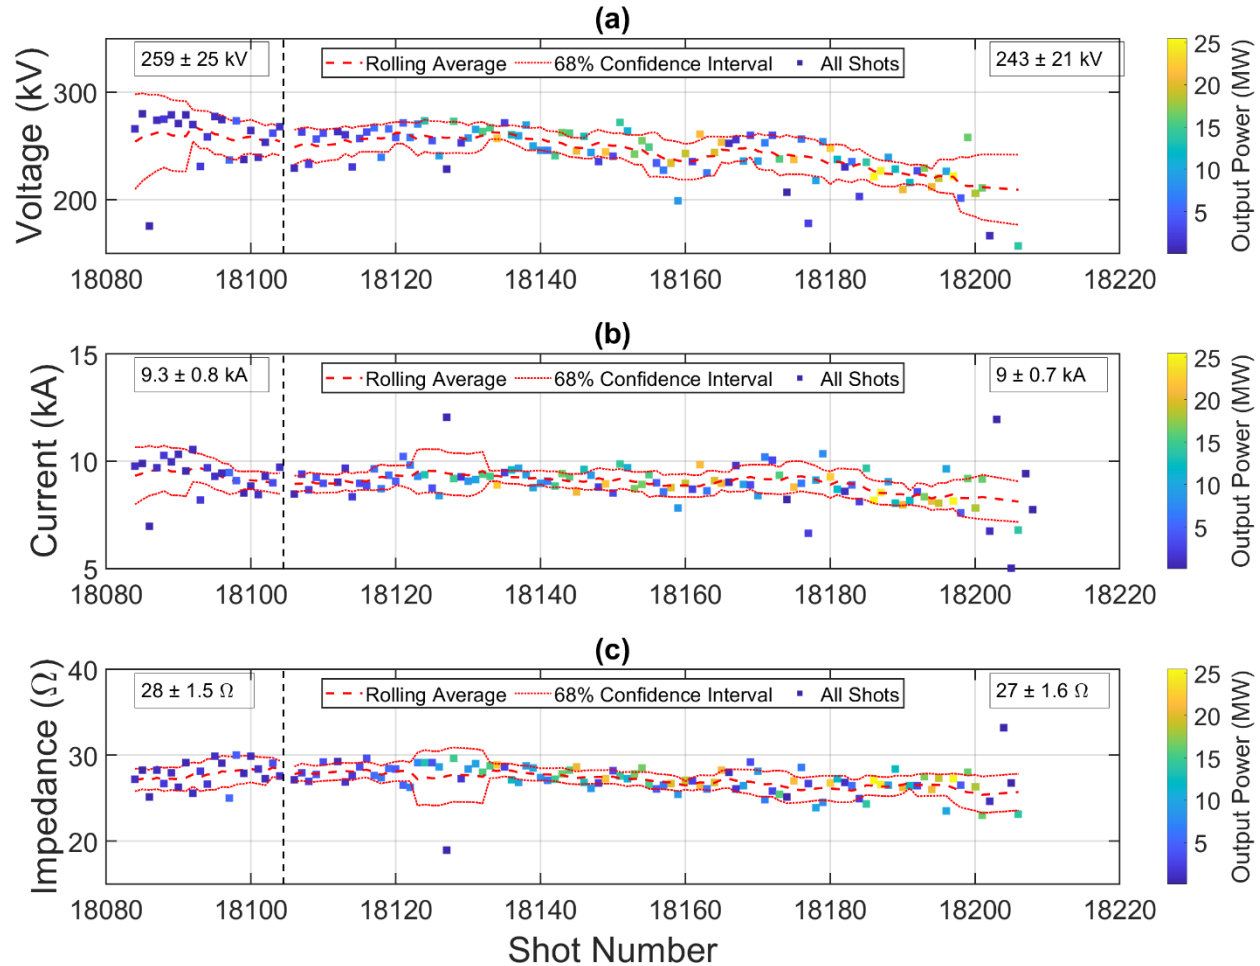 (a)
259 ± 25 kV
Rolling Average
68% Confidence Interval
All Shots
243 ± 21 kV
Voltage (kV)
300
200
18080
18100
18120
18140
18160
18180
18200
18220
25
20
15
10
5
Output Power (MW)
(b)
9.3 ± 0.8 kA
Rolling Average
68% Confidence Interval
All Shots
9 ± 0.7 kA
Current (kA)
15
10
5
18080
18100
18120
18140
18160
18180
18200
18220
25
20
15
10
5
Output Power (MW)
(c)
28 ± 1.5 Ω
Rolling Average
68% Confidence Interval
All Shots
27 ± 1.6 Ω
Impedance (Ω)
40
30
20
18080
18100
18120
18140
18160
18180
18200
18220
25
20
15
10
5
Output Power (MW)
Shot Number